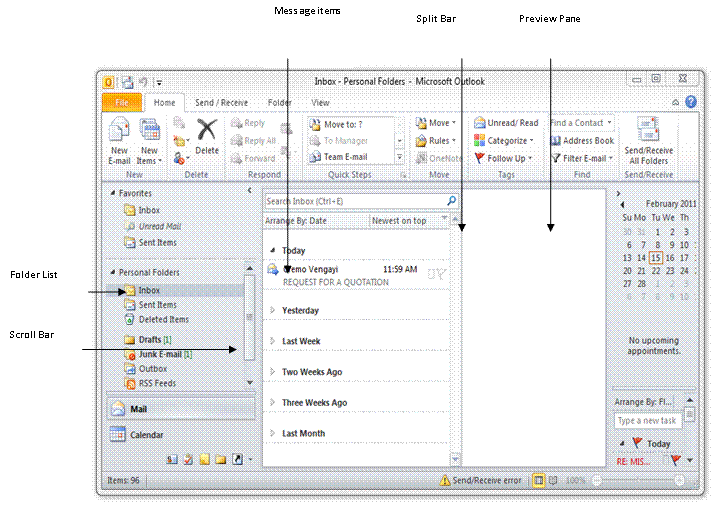 Message items
Split Bar
Preview Pane
Inbox - Personal Folders - Microsoft Outlook
File Home Send / Receive Folder View
New E-mail
New Items
New
Delete
Delete
Reply
Reply All
Forward
Respond
Move to: ?
To Manager
Team E-mail
Quick Steps
Move
Rules
OneNote
Move
Unread/ Read
Categorize
Follow Up
Tags
Find a Contact
Address Book
Filter E-mail
Find
Send/Receive
All Folders
Send/Receive
Favorites
Inbox
Unread Mail
Sent Items
Folder List
Personal Folders
Inbox
Sent Items
Deleted Items
Scroll Bar
Drafts [1]
Junk E-mail [1]
Outbox
RSS Feeds
Mail
Calendar
Search Inbox (Ctrl+E)
Arrange By: Date Newest on top
Today
Vengayi 11:59 AM
REQUEST FOR A QUOTATION
Yesterday
Last Week
Two Weeks Ago
Three Weeks Ago
Last Month
February 2011
Su Mo Tu We Th
30 31 1 2 3
6 7 8 9 10
13 14 15 16 17
20 21 22 23 24
27 28 1 2 3
6 7 8 9 10
No upcoming
appointments.
Arrange By: Fl...
Type a new task
Today
RE: MIS...
Items: 96
Send/Receive error
100%